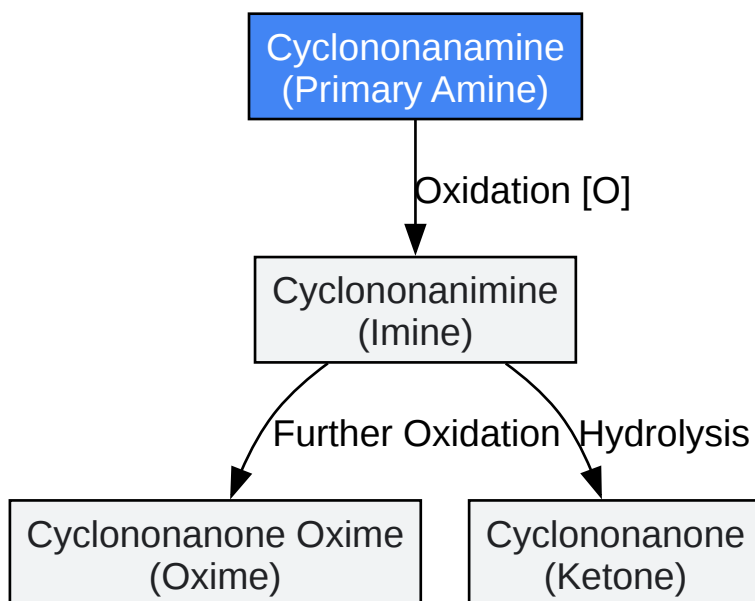 Cyclononanamine
(Primary Amine)
Oxidation [O]
Cyclononanimine
(Imine)
Further Oxidation
Hydrolysis
Cyclononanone Oxime
(Oxime)
Cyclononanone
(Ketone)